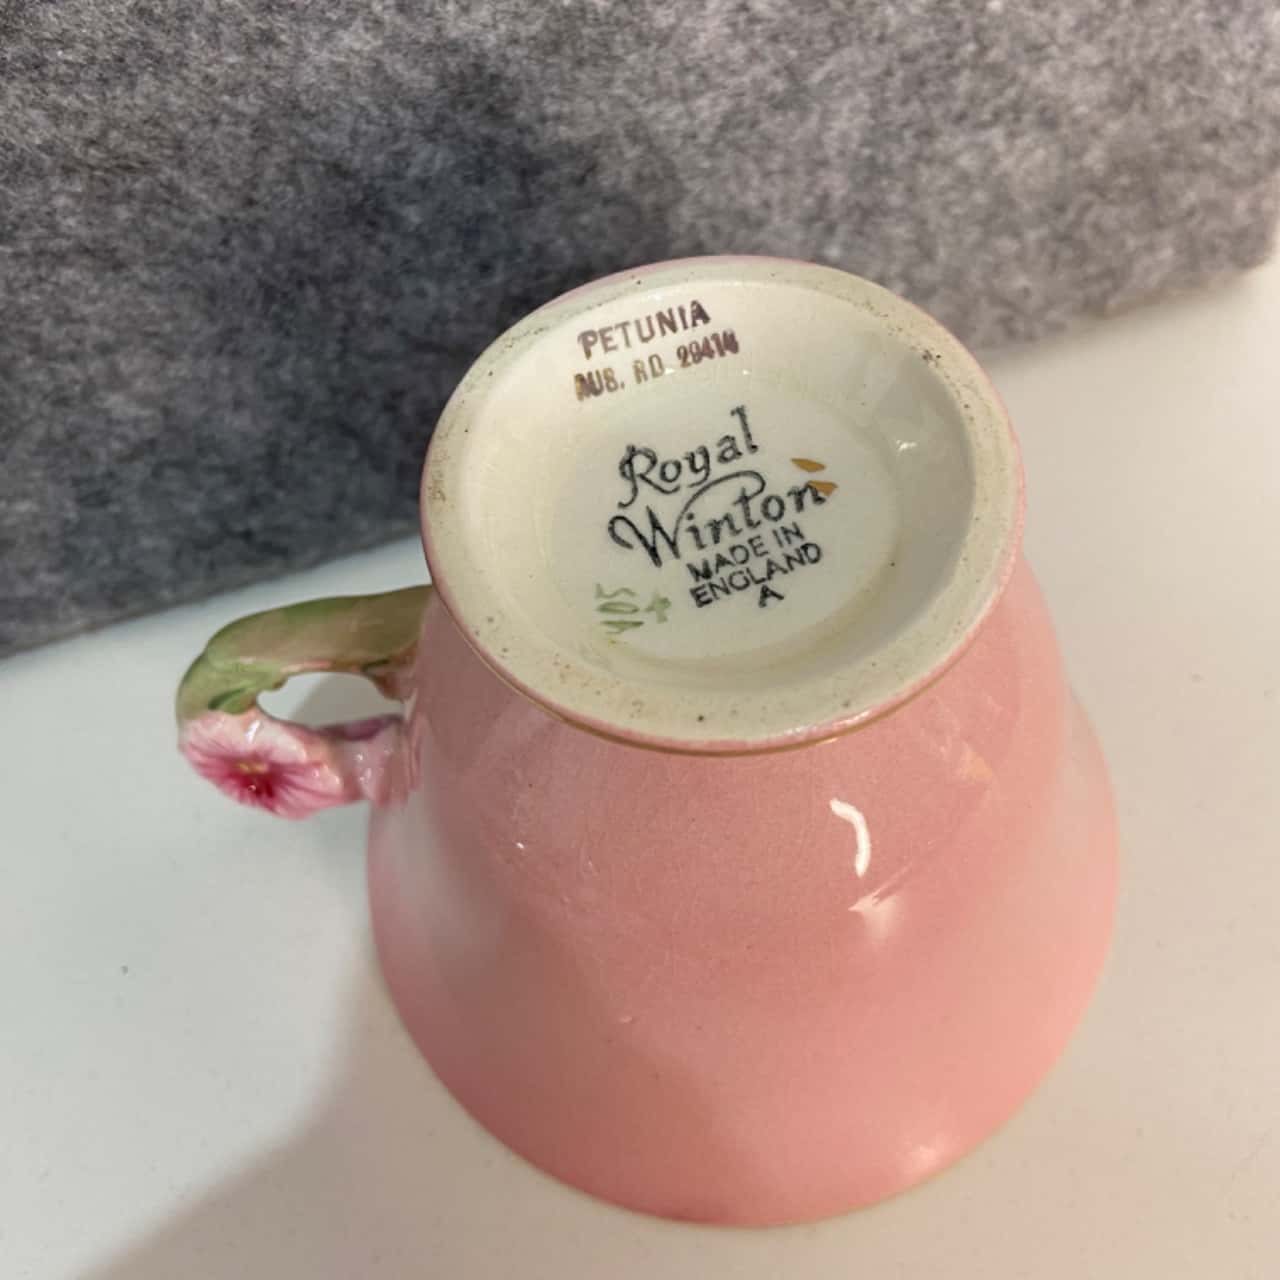 PETUNIA
AUS. RD. 29414
Royal
Winton
MADE IN
ENGLAND
A